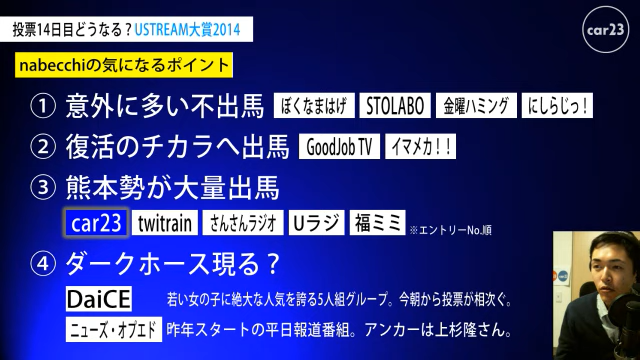 投票14日目どうなる？USTREAM大賞2014
car23
nabecchiの気になるポイント
① 意外に多い不出馬 ぼくなまはげ STOLABO 金曜ハミング にしらじっ！
② 復活のチカラへ出馬 GoodJob TV イマメカ！！
③ 熊本勢が大量出馬
car23 twitrain さんさんラジオ Uラジ 福ミミ ※エントリーNo.順
④ ダークホース現る？
DaiCE 若い女の子に絶大な人気を誇る5人組グループ。今朝から投票が相次ぐ。
ニューズ・オプエド 昨年スタートの平日報道番組。アンカーは上杉隆さん。